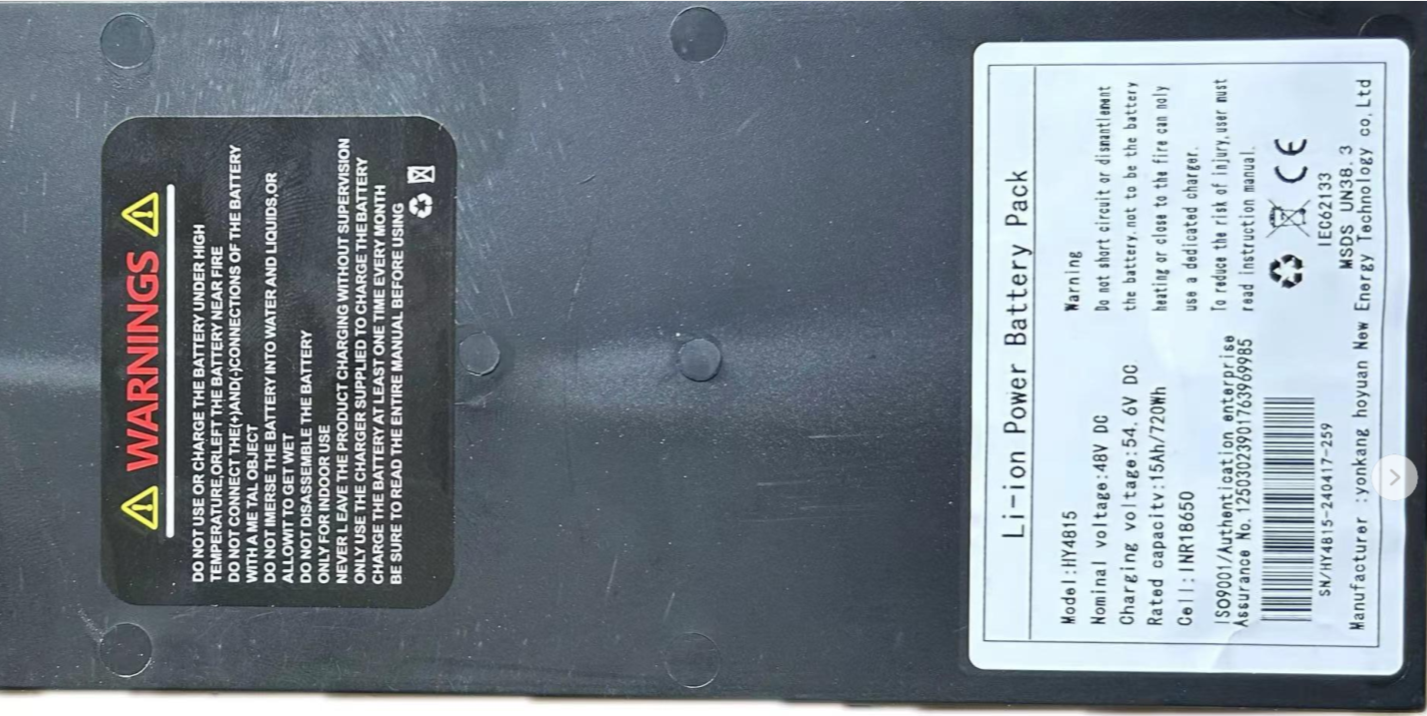 WARNINGS
DO NOT USE OR CHARGE THE BATTERY UNDER HIGH
TEMPERATURE,ORLEFT THE BATTERY NEAR FIRE
DO NOT CONNECT THE(+)AND(-)CONNECTIONS OF THE BATTERY
WITH A ME TAL OBJECT
DO NOT IMERSE THE BATTERY INTO WATER AND LIQUIDS,OR
ALLOWIT TO GET WET
DO NOT DISASSEMBLE THE BATTERY
ONLY FOR INDOOR USE
NEVER L EAVE THE PRODUCT CHARGING WITHOUT SUPERVISION
ONLY USE THE CHARGER SUPPLIED TO CHARGE THE BATTERY
CHARGE THE BATTERY AT LEAST ONE TIME EVERY MONTH
BE SURE TO READ THE ENTIRE MANUAL BEFORE USING
Li-ion Power Battery Pack
Model:HY4815
Nominal voltage:48V DC
Charging voltage:54.6V DC
Rated capacitv:15Ah/720Wh
Cell:INR18650
ISO9001/Authentication enterprise
Assurance No.12503023901763969985
SN/HY4815-240417-259
Warning
Do not short circuit or dismantlement
the battery,not to be the battery
heating or close to the fire can noly
use a dedicated charger.
To reduce the risk of injury,user must
read instruction manual.
CE
IEC62133
MSDS UN38.3
Manufacturer :yonkang hoyuan New Energy Technology co,Ltd